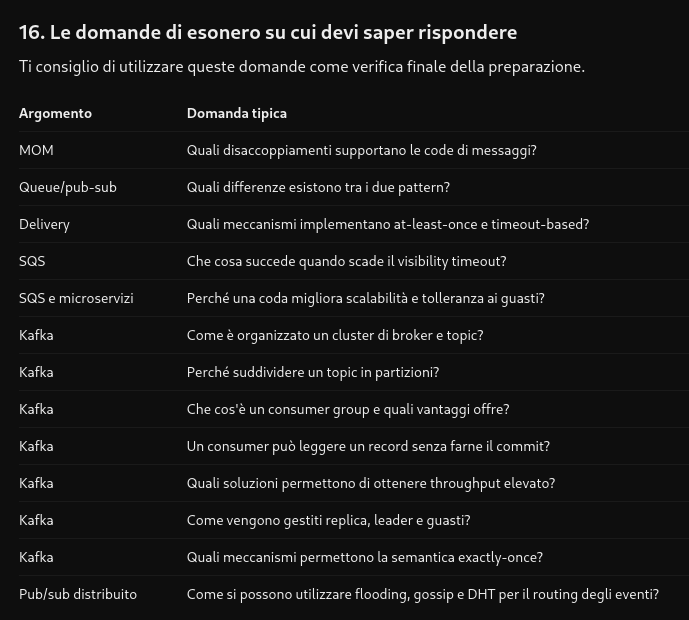 16. Le domande di esonero su cui devi saper rispondere
Ti consiglio di utilizzare queste domande come verifica finale della preparazione.
Argomento Domanda tipica
MOM Quali disaccoppiamenti supportano le code di messaggi?
Queue/pub-sub Quali differenze esistono tra i due pattern?
Delivery Quali meccanismi implementano at-least-once e timeout-based?
SQS Che cosa succede quando scade il visibility timeout?
SQS e microservizi Perché una coda migliora scalabilità e tolleranza ai guasti?
Kafka Come è organizzato un cluster di broker e topic?
Kafka Perché suddividere un topic in partizioni?
Kafka Che cos'è un consumer group e quali vantaggi offre?
Kafka Un consumer può leggere un record senza farne il commit?
Kafka Quali soluzioni permettono di ottenere throughput elevato?
Kafka Come vengono gestiti replica, leader e guasti?
Kafka Quali meccanismi permettono la semantica exactly-once?
Pub/sub distribuito Come si possono utilizzare flooding, gossip e DHT per il routing degli eventi?